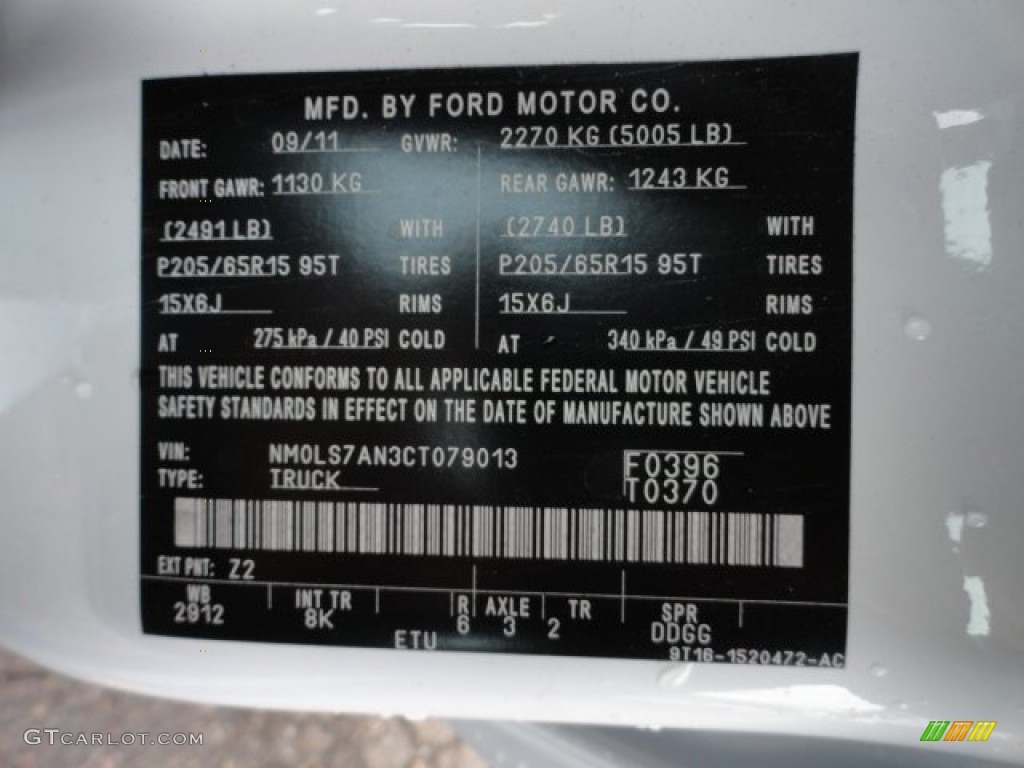 MFD. BY FORD MOTOR CO.
DATE: 09/11 GVWR: 2270 KG (5005 LB)
FRONT GAWR: 1130 KG REAR GAWR: 1243 KG
(2491 LB) WITH (2740 LB) WITH
P205/65R15 95T TIRES P205/65R15 95T TIRES
15X6J RIMS 15X6J RIMS
AT 275 kPa / 40 PSI COLD AT 340 kPa / 49 PSI COLD
THIS VEHICLE CONFORMS TO ALL APPLICABLE FEDERAL MOTOR VEHICLE
SAFETY STANDARDS IN EFFECT ON THE DATE OF MANUFACTURE SHOWN ABOVE
VIN: NM0LS7AN3CT079013 F0396
TYPE: TRUCK T0370
EXT PNT: Z2
WB INT TR R AXLE TR SPR
2912 8K 6 3 2 DDGG
ETU 9T16-1520472-AC
GTCARLOT.COM